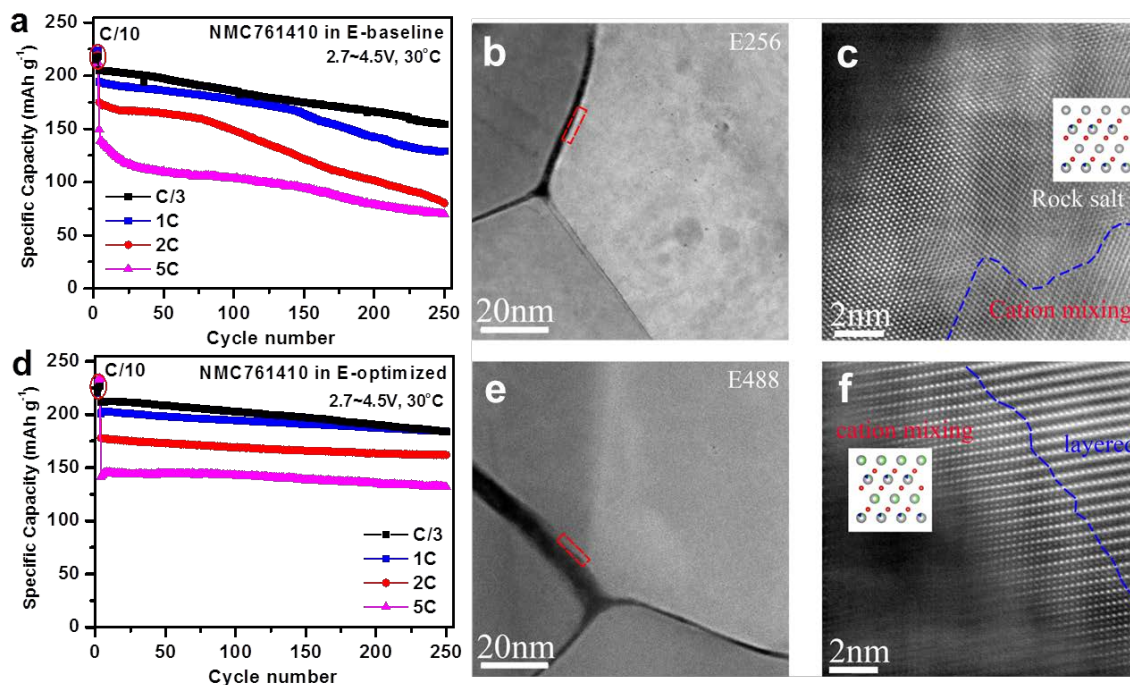 a
C/10
NMC761410 in E-baseline
2.7~4.5V, 30°C
Specific Capacity (mAh g⁻¹)
250
200
150
100
50
0
C/3
1C
2C
5C
0 50 100 150 200 250
Cycle number
b
E256
20nm
c
Rock salt
Cation mixing
2nm
d
C/10
NMC761410 in E-optimized
2.7~4.5V, 30°C
Specific Capacity (mAh g⁻¹)
250
200
150
100
50
0
C/3
1C
2C
5C
0 50 100 150 200 250
Cycle number
e
E488
20nm
f
cation mixing
layered
2nm